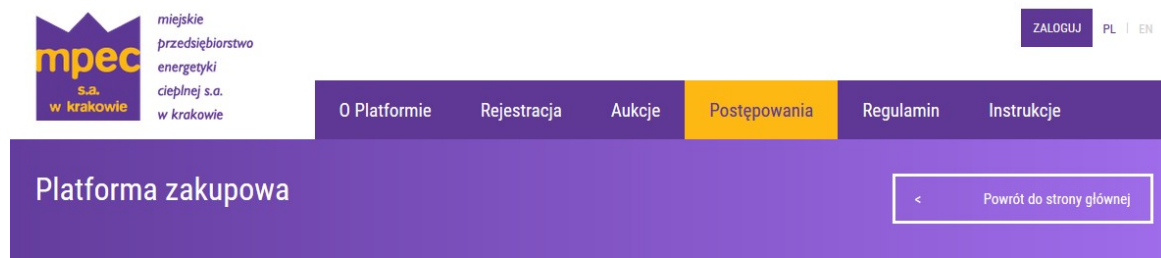 mpec
s.a.
w krakowie
miejskie
przedsiębiorstwo
energetyki
cieplnej s.a.
w krakowie
ZALOGUJ PL EN
O Platformie Rejestracja Aukcje Postępowania Regulamin Instrukcje
Platforma zakupowa
< Powrót do strony głównej